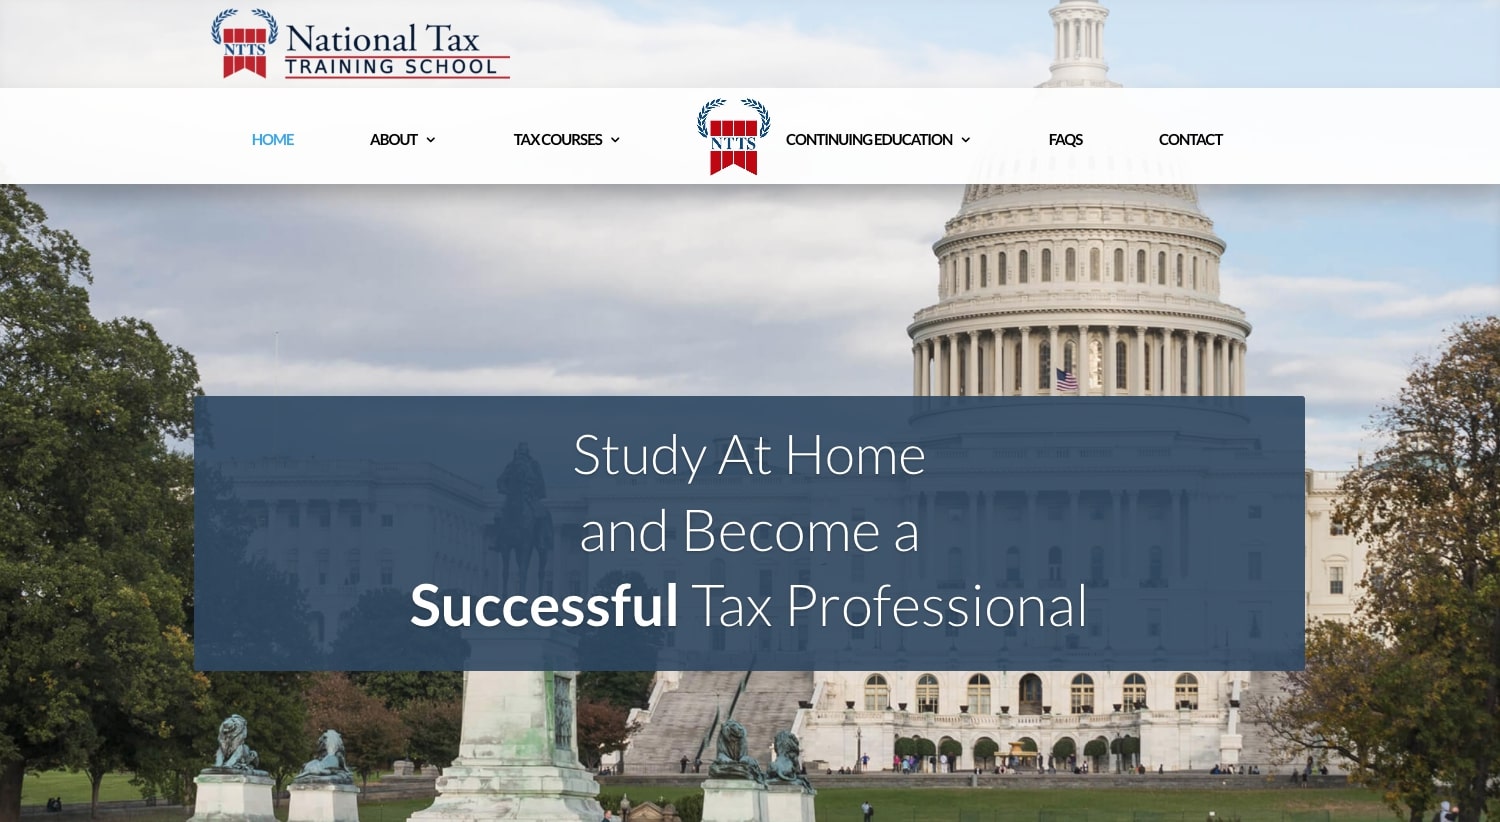 NTTS
National Tax
TRAINING SCHOOL
HOME
ABOUT
TAX COURSES
NTTS
CONTINUING EDUCATION
FAQS
CONTACT
Study At Home
and Become a
Successful Tax Professional